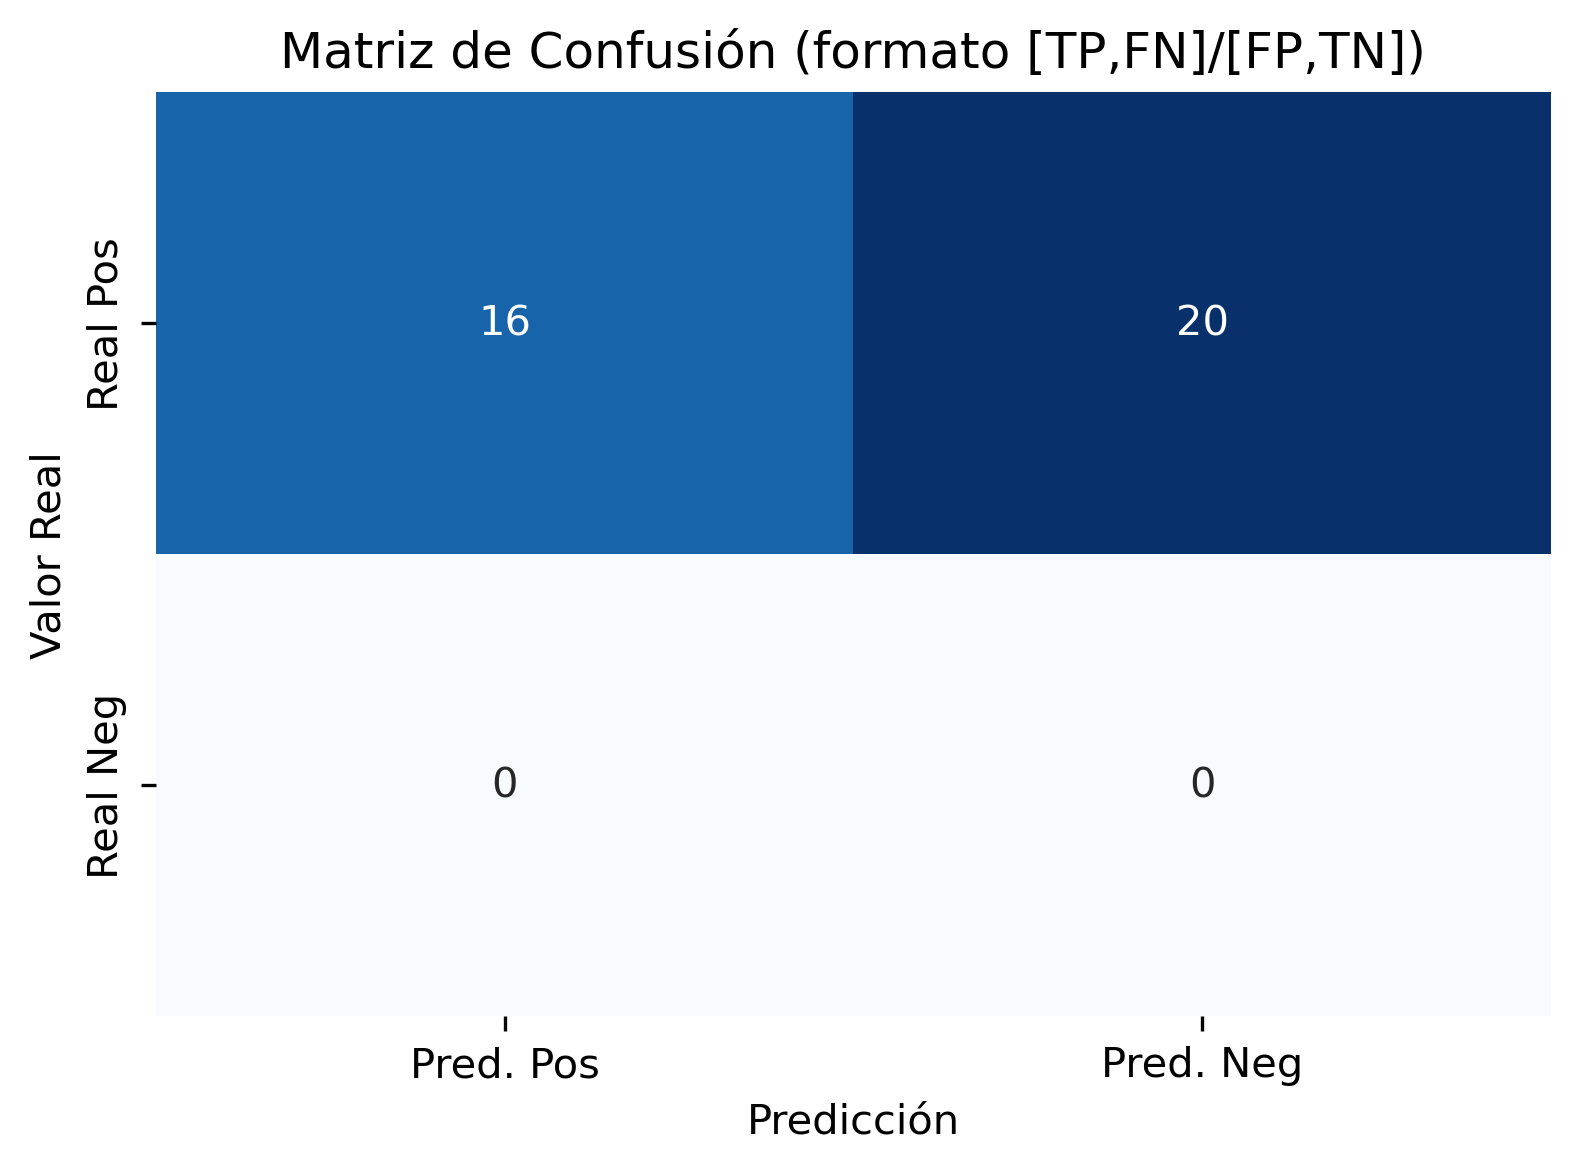 Matriz de Confusión (formato [TP,FN]/[FP,TN])
Valor Real
Real Pos
16
20
Real Neg
0
0
Pred. Pos
Pred. Neg
Predicción